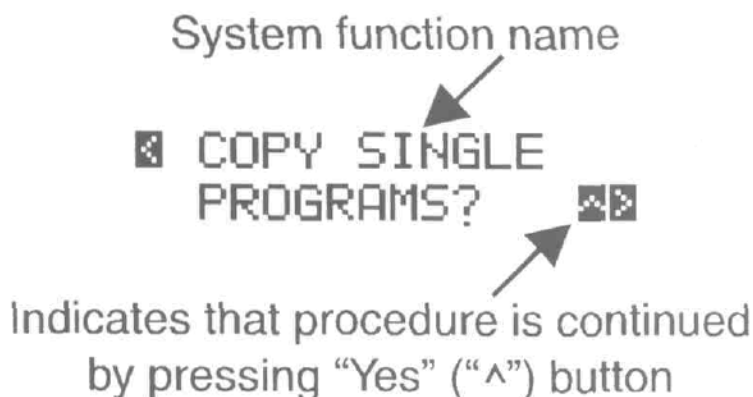 System function name
< COPY SINGLE
PROGRAMS? ^>
Indicates that procedure is continued
by pressing “Yes” (“^”) button